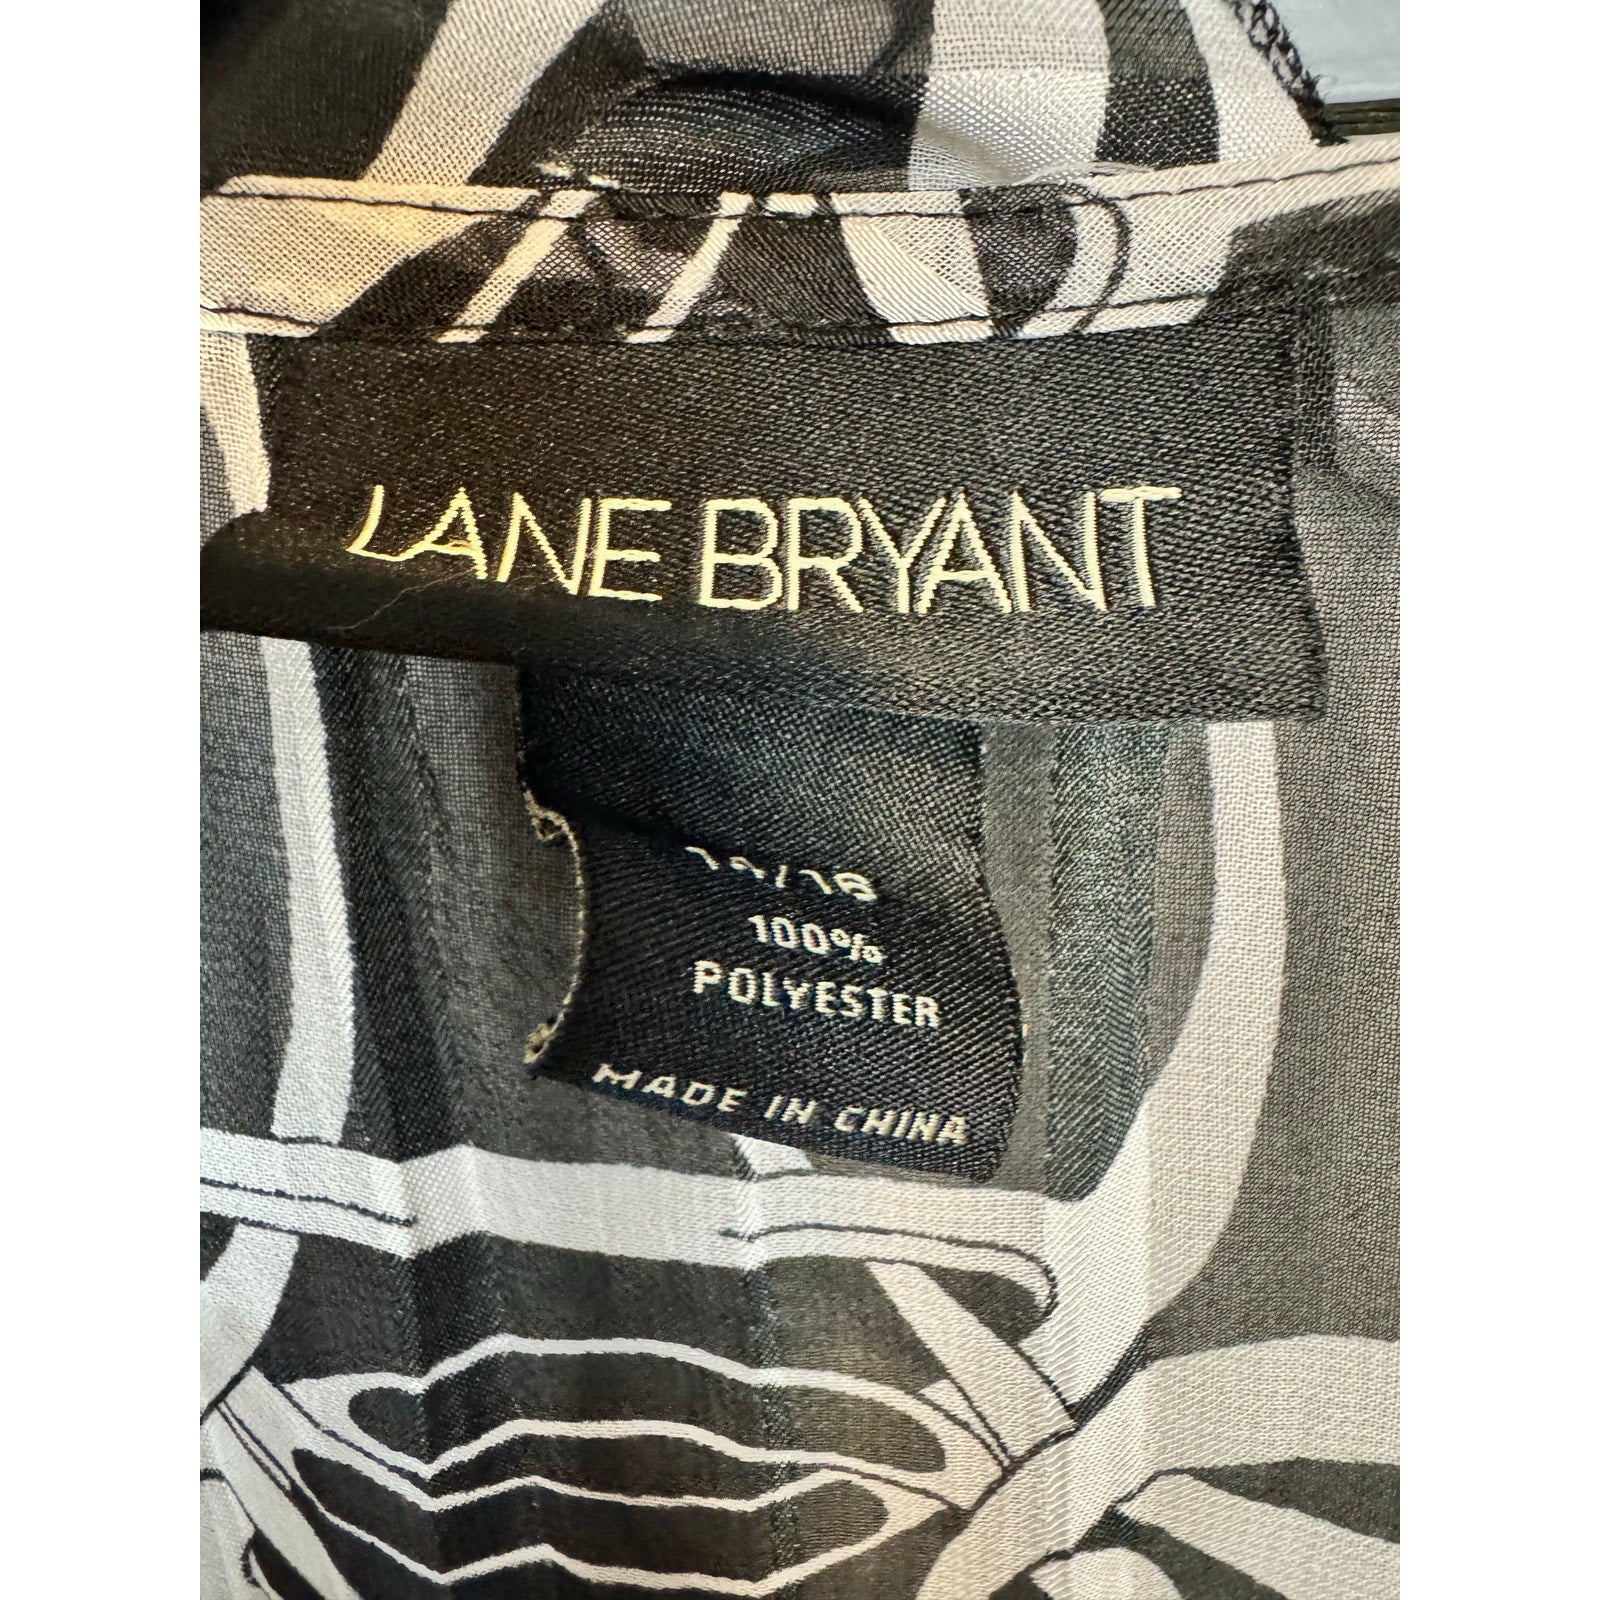 LANE BRYANT
14/16
100%
POLYESTER
MADE IN CHINA